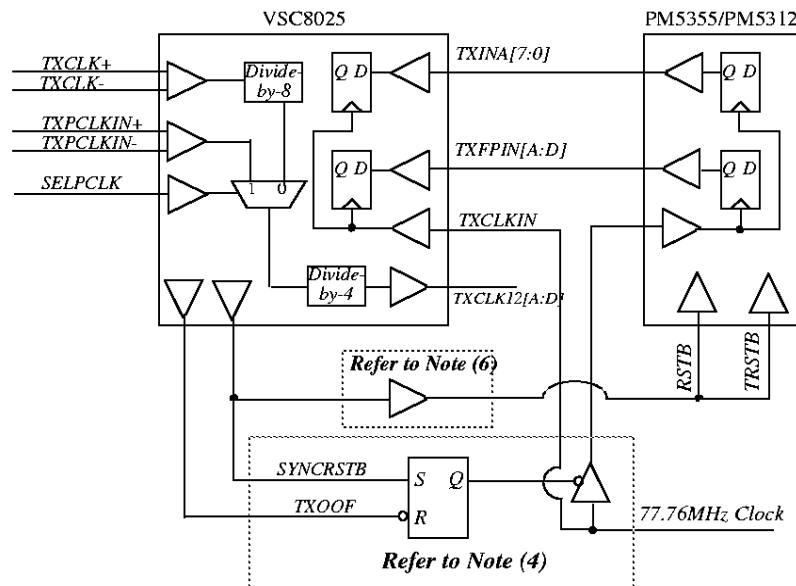 VSC8025
PM5355/PM5312
TXCLK+
TXCLK-
Divide-
by-8
Q D
TXINA[7:0]
Q D
TXPCLKIN+
TXPCLKIN-
SELPCLK
1 0
Q D
TXFPIN[A:D]
Q D
TXCLKIN
Divide-
by-4
TXCLK12[A:D]
RSTB
TRSTB
Refer to Note (6)
SYNCRSTB
S Q
TXOOF
R
77.76MHz Clock
Refer to Note (4)